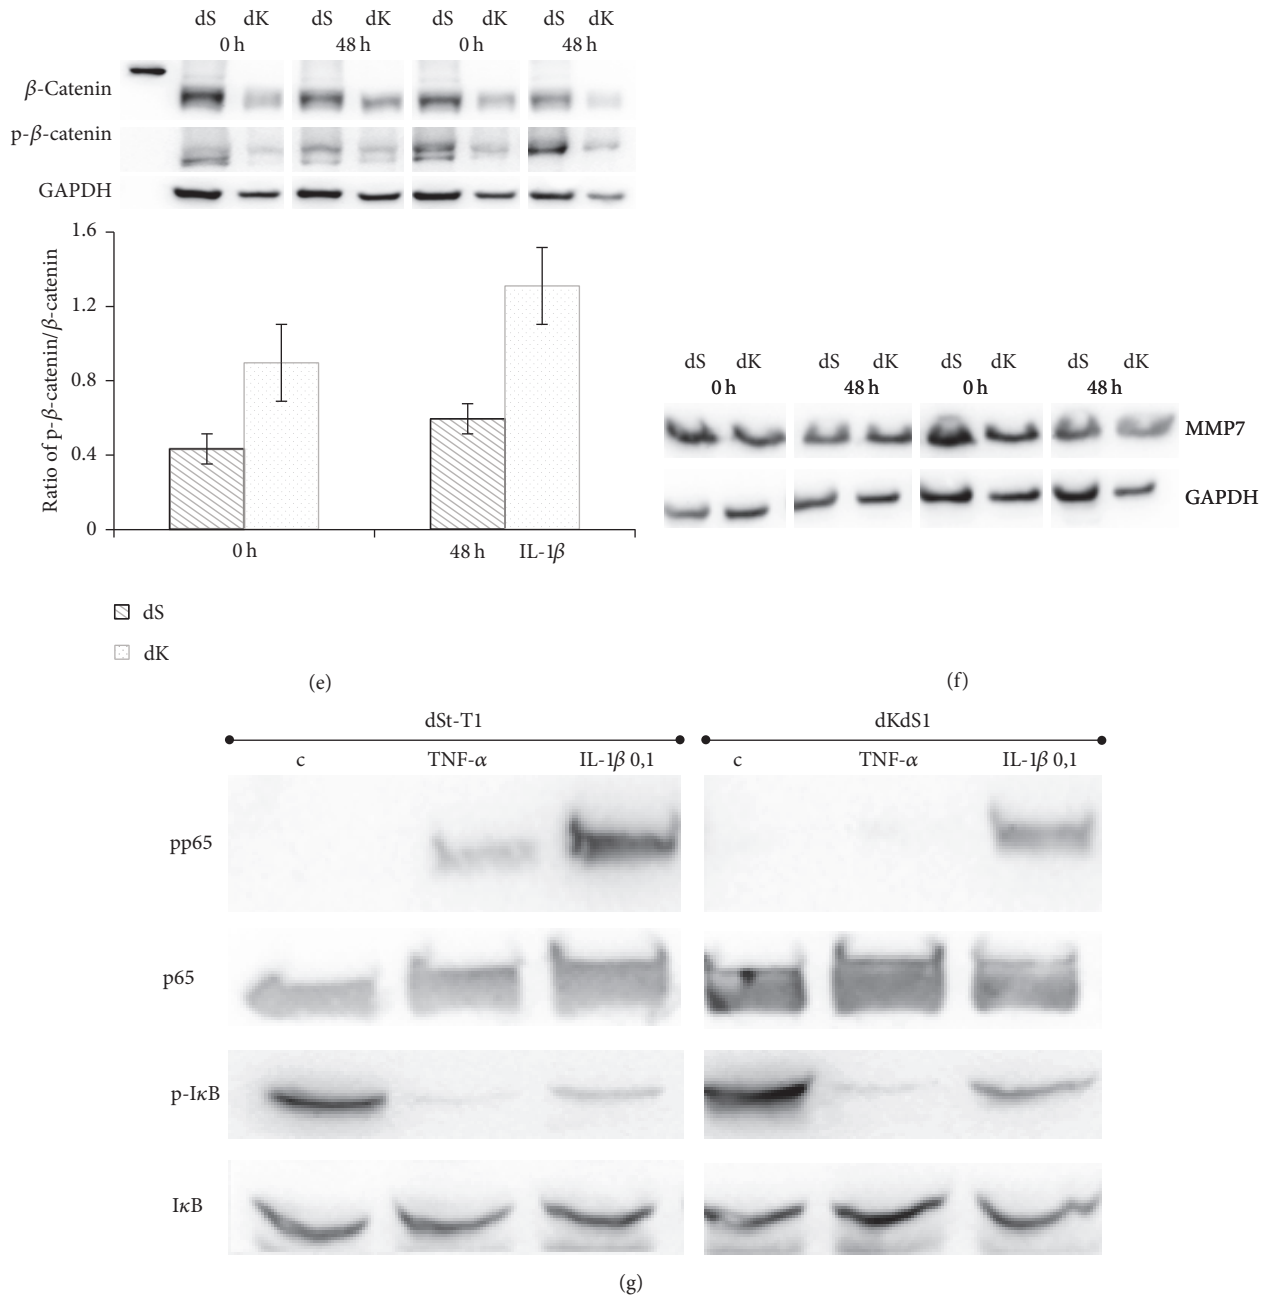 dS dK dS dK dS dK dS dK
0 h 48 h 0 h 48 h
β-Catenin
p-β-catenin
GAPDH
Ratio of p-β-catenin/β-catenin
1.6
1.2
0.8
0.4
0
0 h 48 h IL-1β
dS
dK
(e)
dS dK dS dK dS dK dS dK
0 h 48 h 0 h 48 h
MMP7
GAPDH
(f)
dSt-T1 dKdS1
c TNF-α IL-1β 0,1 c TNF-α IL-1β 0,1
pp65
p65
p-IκB
IκB
(g)